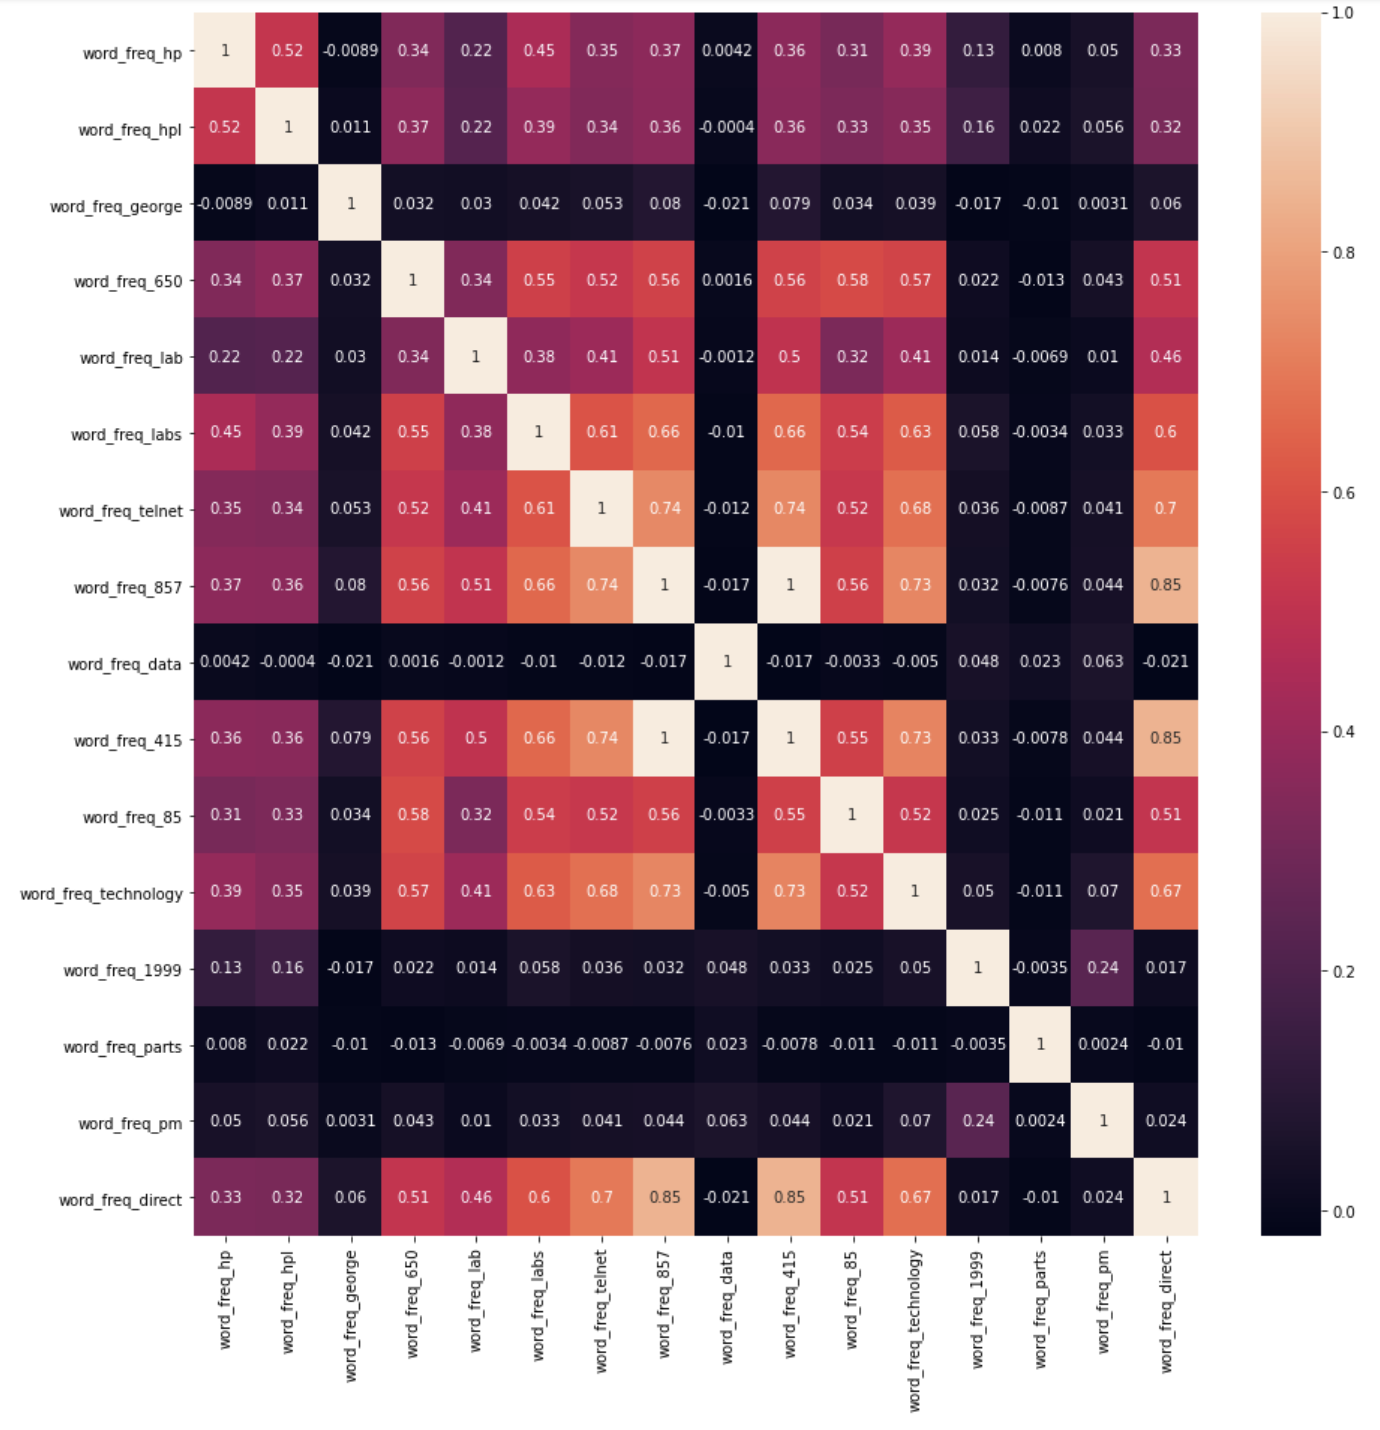 word_freq_hp 1 0.52 -0.0089 0.34 0.22 0.45 0.35 0.37 0.0042 0.36 0.31 0.39 0.13 0.008 0.05 0.33
word_freq_hpl 0.52 1 0.011 0.37 0.22 0.39 0.34 0.36 -0.0004 0.36 0.33 0.35 0.16 0.022 0.056 0.32
word_freq_george -0.0089 0.011 1 0.032 0.03 0.042 0.053 0.08 -0.021 0.079 0.034 0.039 -0.017 -0.01 0.0031 0.06
word_freq_650 0.34 0.37 0.032 1 0.34 0.55 0.52 0.56 0.0016 0.56 0.58 0.57 0.022 -0.013 0.043 0.51
word_freq_lab 0.22 0.22 0.03 0.34 1 0.38 0.41 0.51 -0.0012 0.5 0.32 0.41 0.014 -0.0069 0.01 0.46
word_freq_labs 0.45 0.39 0.042 0.55 0.38 1 0.61 0.66 -0.01 0.66 0.54 0.63 0.058 -0.0034 0.033 0.6
word_freq_telnet 0.35 0.34 0.053 0.52 0.41 0.61 1 0.74 -0.012 0.74 0.52 0.68 0.036 -0.0087 0.041 0.7
word_freq_857 0.37 0.36 0.08 0.56 0.51 0.66 0.74 1 -0.017 1 0.56 0.73 0.032 -0.0076 0.044 0.85
word_freq_data 0.0042 -0.0004 -0.021 0.0016 -0.0012 -0.01 -0.012 -0.017 1 -0.017 -0.0033 -0.005 0.048 0.023 0.063 -0.021
word_freq_415 0.36 0.36 0.079 0.56 0.5 0.66 0.74 1 -0.017 1 0.55 0.73 0.033 -0.0078 0.044 0.85
word_freq_85 0.31 0.33 0.034 0.58 0.32 0.54 0.52 0.56 -0.0033 0.55 1 0.52 0.025 -0.011 0.021 0.51
word_freq_technology 0.39 0.35 0.039 0.57 0.41 0.63 0.68 0.73 -0.005 0.73 0.52 1 0.05 -0.011 0.07 0.67
word_freq_1999 0.13 0.16 -0.017 0.022 0.014 0.058 0.036 0.032 0.048 0.033 0.025 0.05 1 -0.0035 0.24 0.017
word_freq_parts 0.008 0.022 -0.01 -0.013 -0.0069 -0.0034 -0.0087 -0.0076 0.023 -0.0078 -0.011 -0.011 -0.0035 1 0.0024 -0.01
word_freq_pm 0.05 0.056 0.0031 0.043 0.01 0.033 0.041 0.044 0.063 0.044 0.021 0.07 0.24 0.0024 1 0.024
word_freq_direct 0.33 0.32 0.06 0.51 0.46 0.6 0.7 0.85 -0.021 0.85 0.51 0.67 0.017 -0.01 0.024 1
word_freq_hp
word_freq_hpl
word_freq_george
word_freq_650
word_freq_lab
word_freq_labs
word_freq_telnet
word_freq_857
word_freq_data
word_freq_415
word_freq_85
word_freq_technology
word_freq_1999
word_freq_parts
word_freq_pm
word_freq_direct
1.0
0.8
0.6
0.4
0.2
0.0